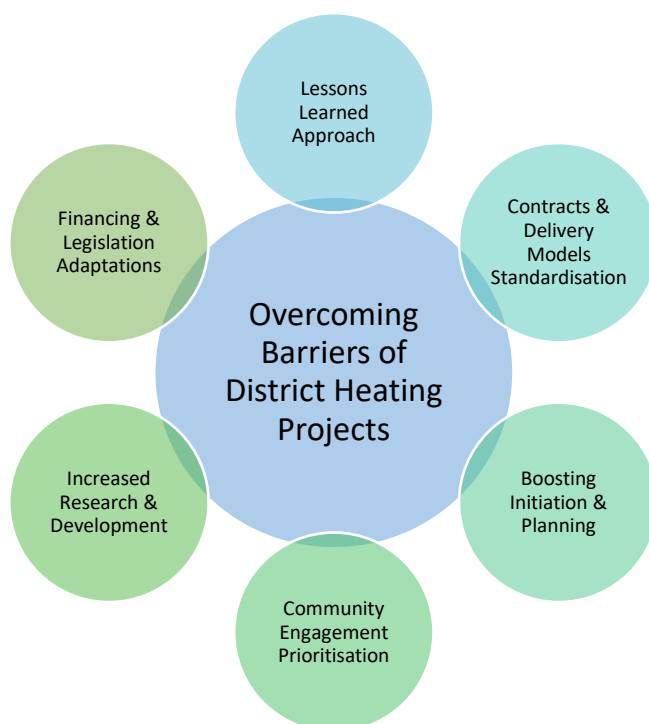 Lessons
Learned
Approach
Contracts &
Delivery
Models
Standardisation
Boosting
Initiation &
Planning
Community
Engagement
Prioritisation
Increased
Research &
Development
Financing &
Legislation
Adaptations
Overcoming
Barriers of
District Heating
Projects